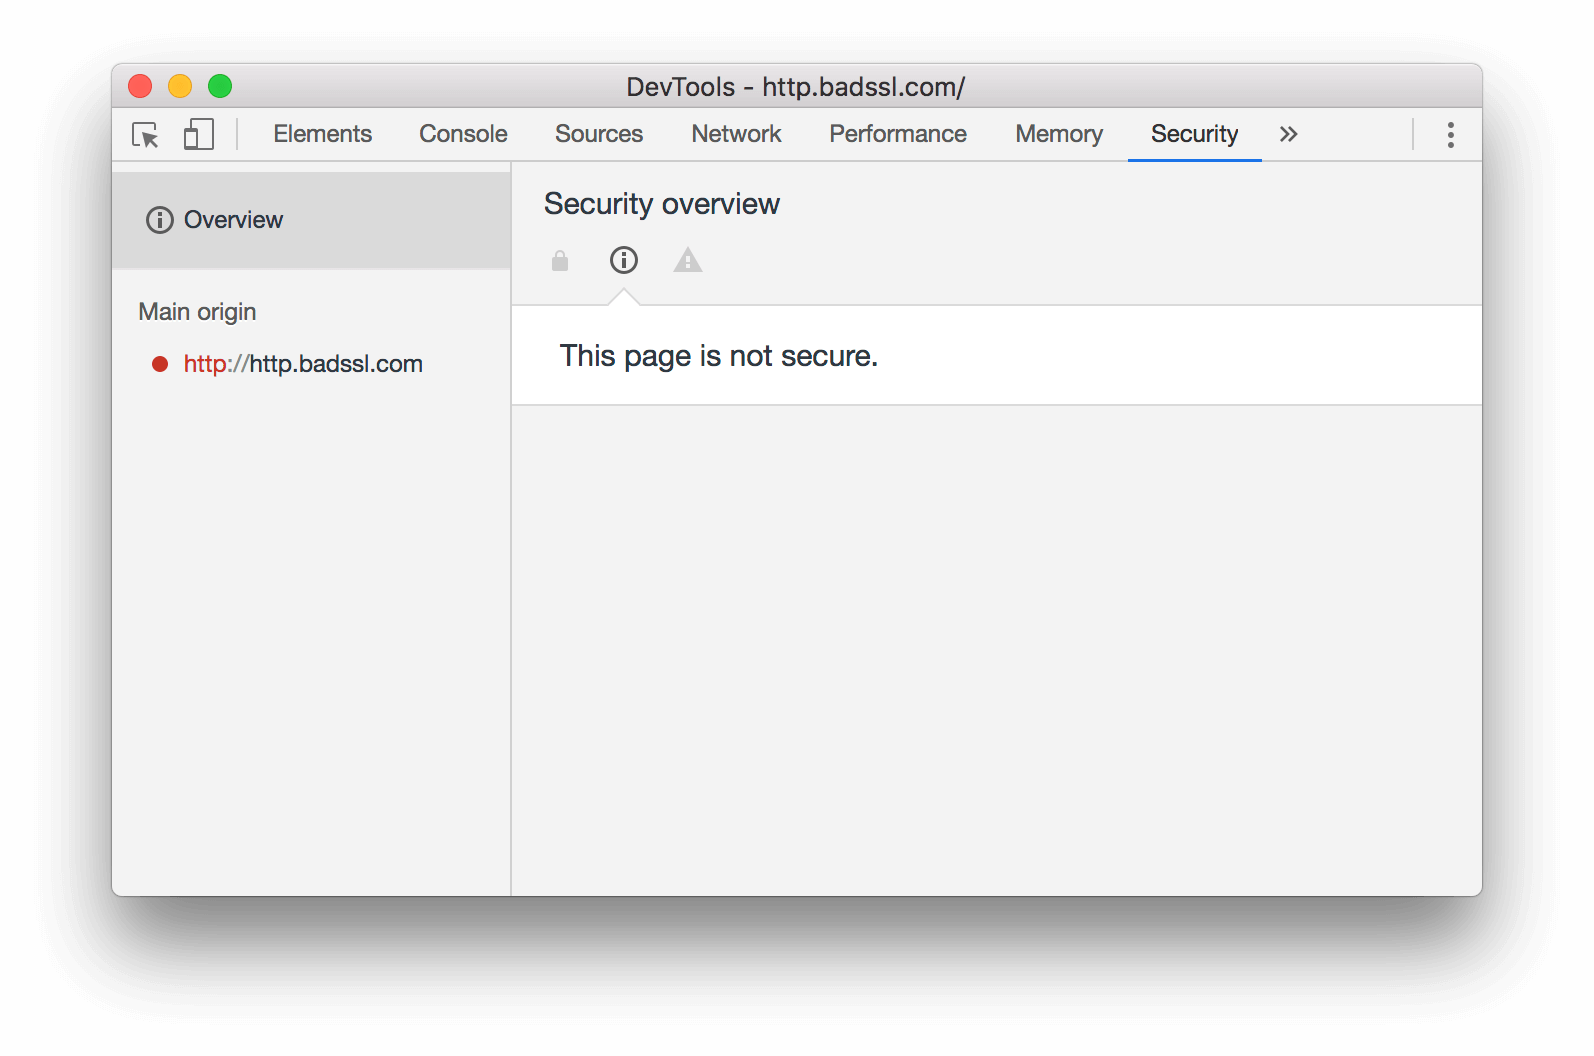 DevTools - http.badssl.com/
Elements Console Sources Network Performance Memory Security »
Overview
Main origin
http://http.badssl.com
Security overview
This page is not secure.